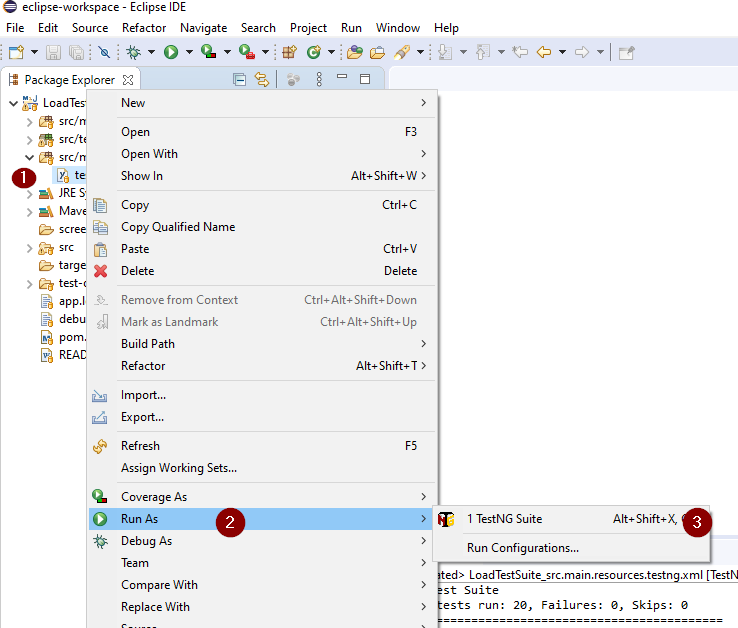 eclipse-workspace - Eclipse IDE
File Edit Source Refactor Navigate Search Project Run Window Help
Package Explorer
LoadTest
New
src/m
Open F3
src/te
Open With
src/m
Show In Alt+Shift+W
1
te
JRE S
Copy Ctrl+C
Mave
Copy Qualified Name
scree
Paste Ctrl+V
src
Delete Delete
targe
test-o
Remove from Context Ctrl+Alt+Shift+Down
app.l
Mark as Landmark Ctrl+Alt+Shift+Up
debu
Build Path
pom.
READ
Refactor Alt+Shift+T
Import...
Export...
Refresh F5
Assign Working Sets...
Coverage As
Run As 2
1 TestNG Suite Alt+Shift+X, 3
Debug As
Run Configurations...
Team
ated> LoadTestSuite_src.main.resources.testng.xml [TestN
Compare With
est Suite
Replace With
tests run: 20, Failures: 0, Skips: 0
========================================